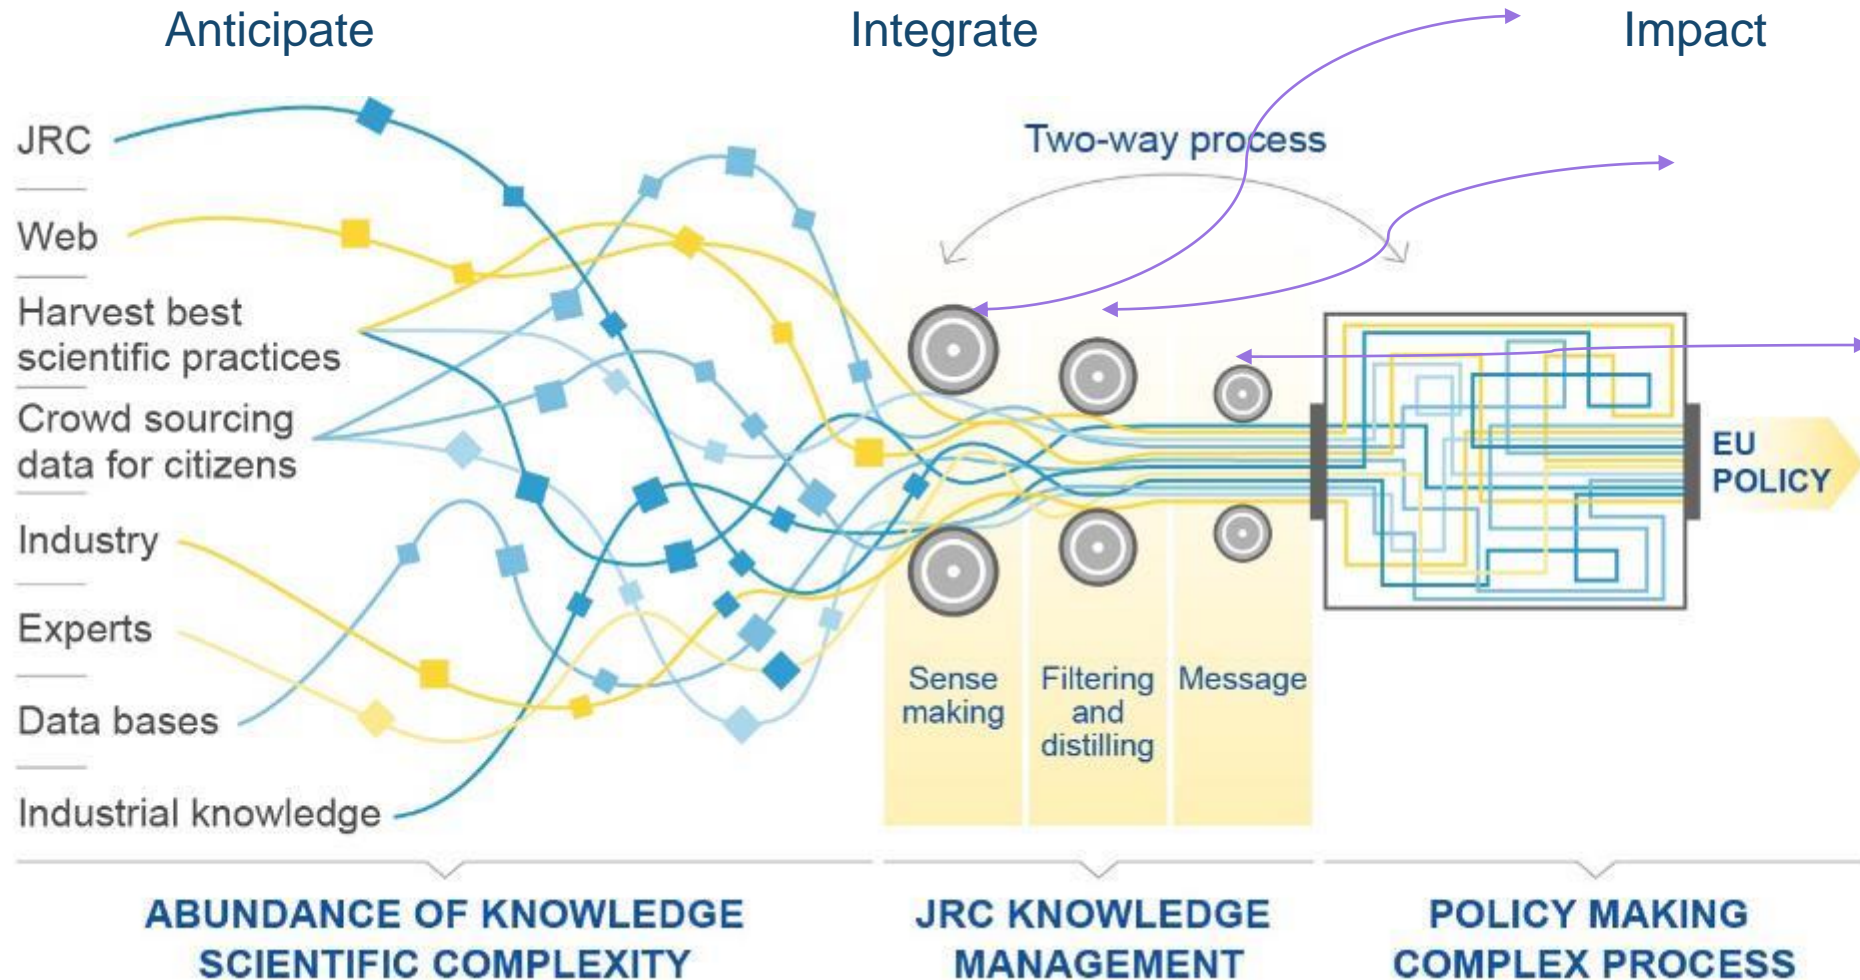 Anticipate
Integrate
Impact
JRC
Web
Harvest best
scientific practices
Crowd sourcing
data for citizens
Industry
Experts
Data bases
Industrial knowledge
Two-way process
Sense
making
Filtering
and
distilling
Message
EU
POLICY
ABUNDANCE OF KNOWLEDGE
SCIENTIFIC COMPLEXITY
JRC KNOWLEDGE
MANAGEMENT
POLICY MAKING
COMPLEX PROCESS